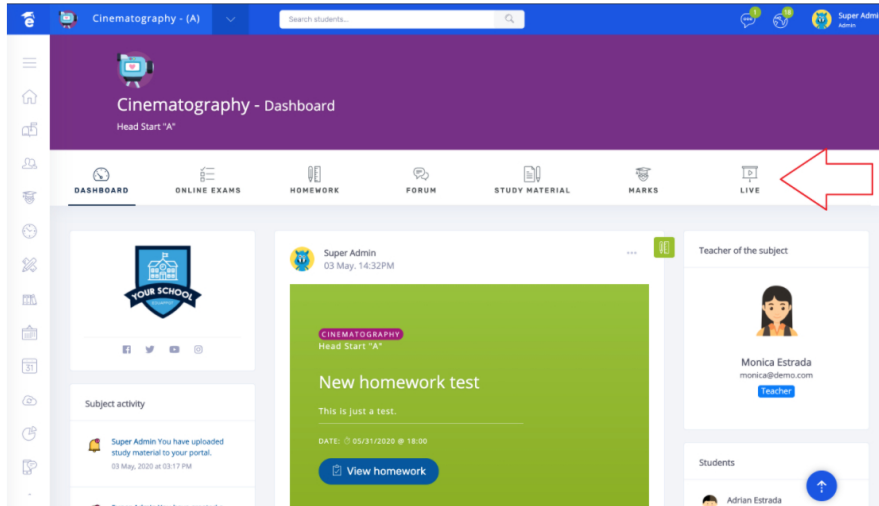 Cinematography - (A)
Search students...
1
18
Super Admi
Admin
Cinematography - Dashboard
Head Start "A"
DASHBOARD
ONLINE EXAMS
HOMEWORK
FORUM
STUDY MATERIAL
MARKS
LIVE
YOUR SCHOOL
Subject activity
Super Admin You have uploaded
study material to your portal.
03 May, 2020 at 03:17 PM
Super Admin
03 May. 14:32PM
CINEMATOGRAPHY
Head Start "A"
New homework test
This is just a test.
DATE: 05/31/2020 @ 18:00
View homework
Teacher of the subject
Monica Estrada
monica@demo.com
Teacher
Students
Adrian Estrada
31